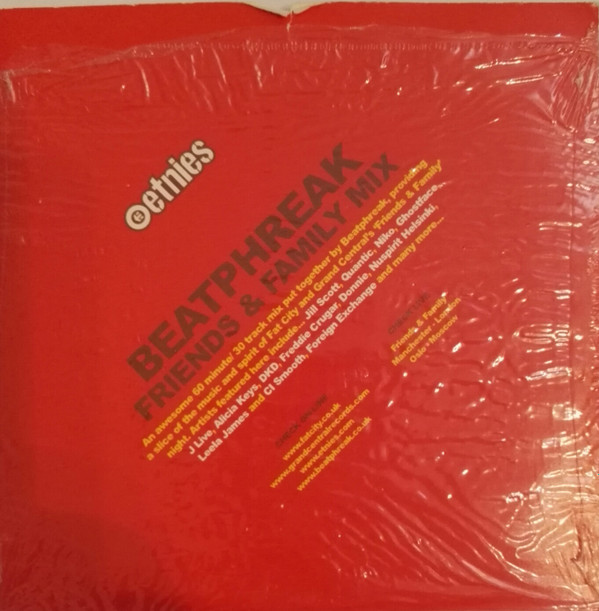 etnies
BEATPHREAK
FRIENDS & FAMILY MIX
An awesome 60 minute/ 30 track mix put together by Beatphreak, providing
a slice of the music and spirit of Fat City and Grand Central's 'Friends & Family'
night. Artists featured here include... Jill Scott, Quantic, Niko, Ghostface,
J Live, Alicia Keys, DKD, Freddie Crugar, Donnie, Nuspirit Helsinki,
Leela James and Cl Smooth, Foreign Exchange and many more...
Friends & Family
Manchester - London
Oslo - Moscow
www.fatcity.co.uk
www.grandcentralrecords.com
www.etnies.com
www.beatphreak.co.uk